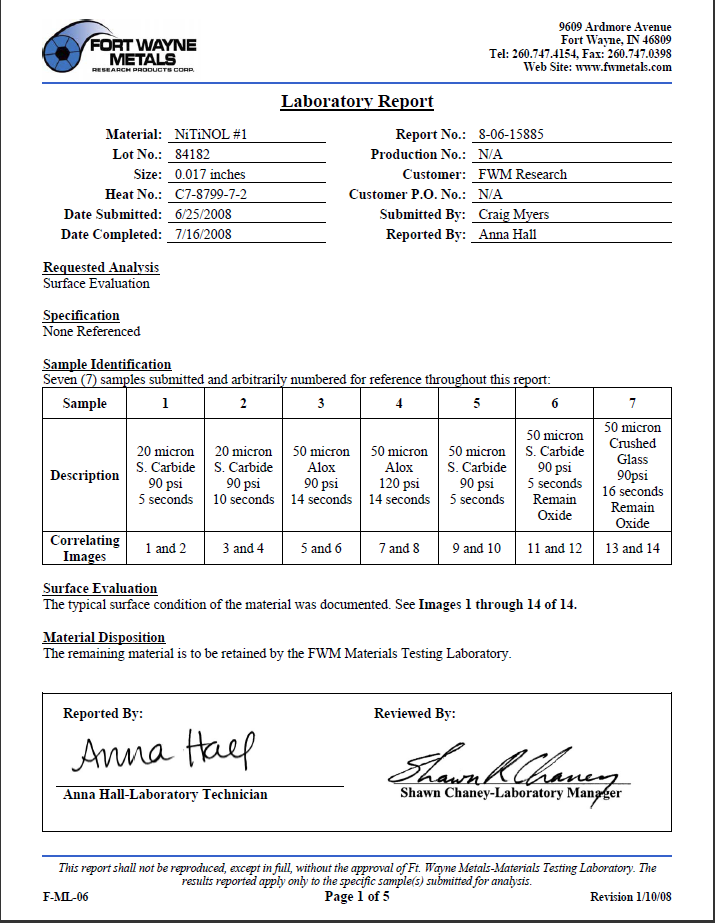 FORT WAYNE
METALS
RESEARCH PRODUCTS CORP.
9609 Ardmore Avenue
Fort Wayne, IN 46809
Tel: 260.747.4154, Fax: 260.747.0398
Web Site: www.fwmetals.com
Laboratory Report
Material: NiTiNOL #1
Report No.: 8-06-15885
Lot No.: 84182
Production No.: N/A
Size: 0.017 inches
Customer: FWM Research
Heat No.: C7-8799-7-2
Customer P.O. No.: N/A
Date Submitted: 6/25/2008
Submitted By: Craig Myers
Date Completed: 7/16/2008
Reported By: Anna Hall
Requested Analysis
Surface Evaluation
Specification
None Referenced
Sample Identification
Seven (7) samples submitted and arbitrarily numbered for reference throughout this report:
Sample 1 2 3 4 5 6 7
Description
20 micron
S. Carbide
90 psi
5 seconds
20 micron
S. Carbide
90 psi
10 seconds
50 micron
Alox
90 psi
14 seconds
50 micron
Alox
120 psi
14 seconds
50 micron
S. Carbide
90 psi
5 seconds
50 micron
S. Carbide
90 psi
5 seconds
Remain
Oxide
50 micron
Crushed
Glass
90psi
16 seconds
Remain
Oxide
Correlating
Images
1 and 2 3 and 4 5 and 6 7 and 8 9 and 10 11 and 12 13 and 14
Surface Evaluation
The typical surface condition of the material was documented. See Images 1 through 14 of 14.
Material Disposition
The remaining material is to be retained by the FWM Materials Testing Laboratory.
Reported By:
Anna Hall
Anna Hall-Laboratory Technician
Reviewed By:
Shawn R Chaney
Shawn Chaney-Laboratory Manager
This report shall not be reproduced, except in full, without the approval of Ft. Wayne Metals-Materials Testing Laboratory. The
results reported apply only to the specific sample(s) submitted for analysis.
F-ML-06
Page 1 of 5
Revision 1/10/08